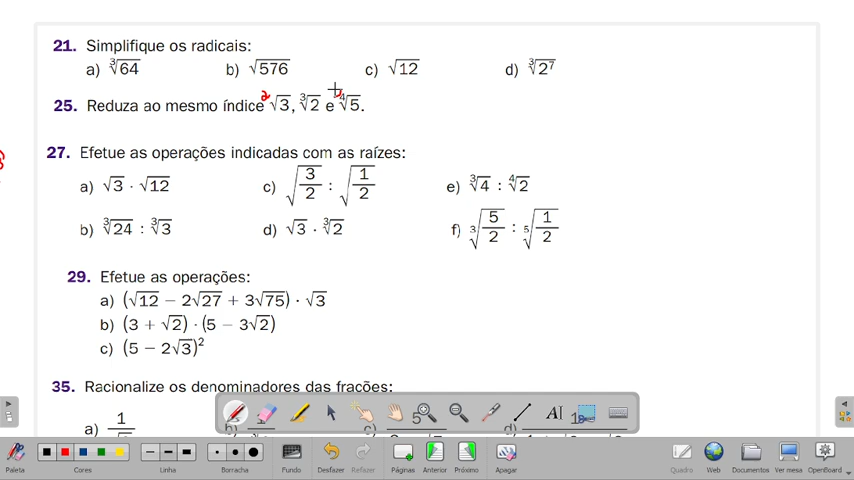 21. Simplifique os radicais:
a) ∛64 b) √576 c) √12 d) ∛2⁷
25. Reduza ao mesmo índice ²√3, ∛2 e ∜5.
27. Efetue as operações indicadas com as raízes:
a) √3 · √12 c) √(3/2) : √(1/2) e) ∛4 : ∜2
b) ∛24 : ∛3 d) √3 · ∛2 f) ∛(5/2) : ⁵√(1/2)
29. Efetue as operações:
a) (√12 − 2√27 + 3√75) · √3
b) (3 + √2) · (5 − 3√2)
c) (5 − 2√3)²
35. Racionalize os denominadores das frações:
a) 1 b) c) 5 d) 1
Paleta Cores Linha Borracha Fundo Desfazer Refazer Páginas Anterior Próximo Apagar Quadro Web Documentos Ver mesa OpenBoard